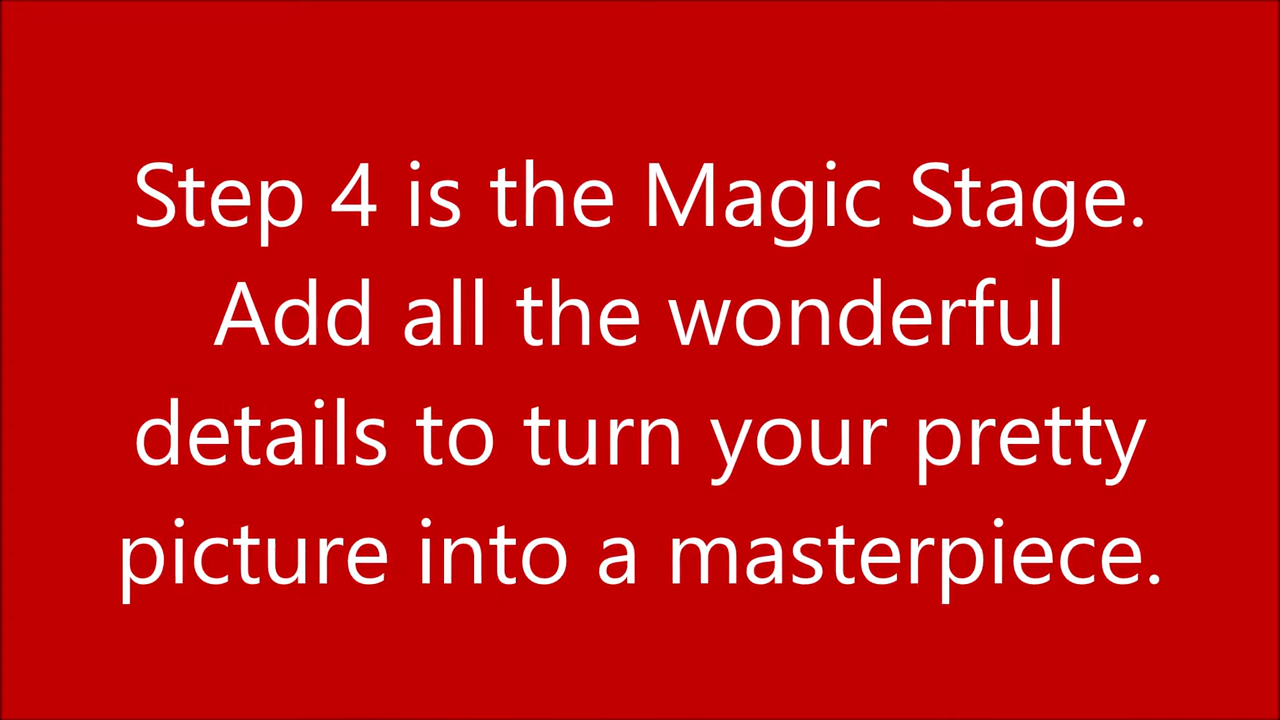 Step 4 is the Magic Stage.
Add all the wonderful
details to turn your pretty
picture into a masterpiece.